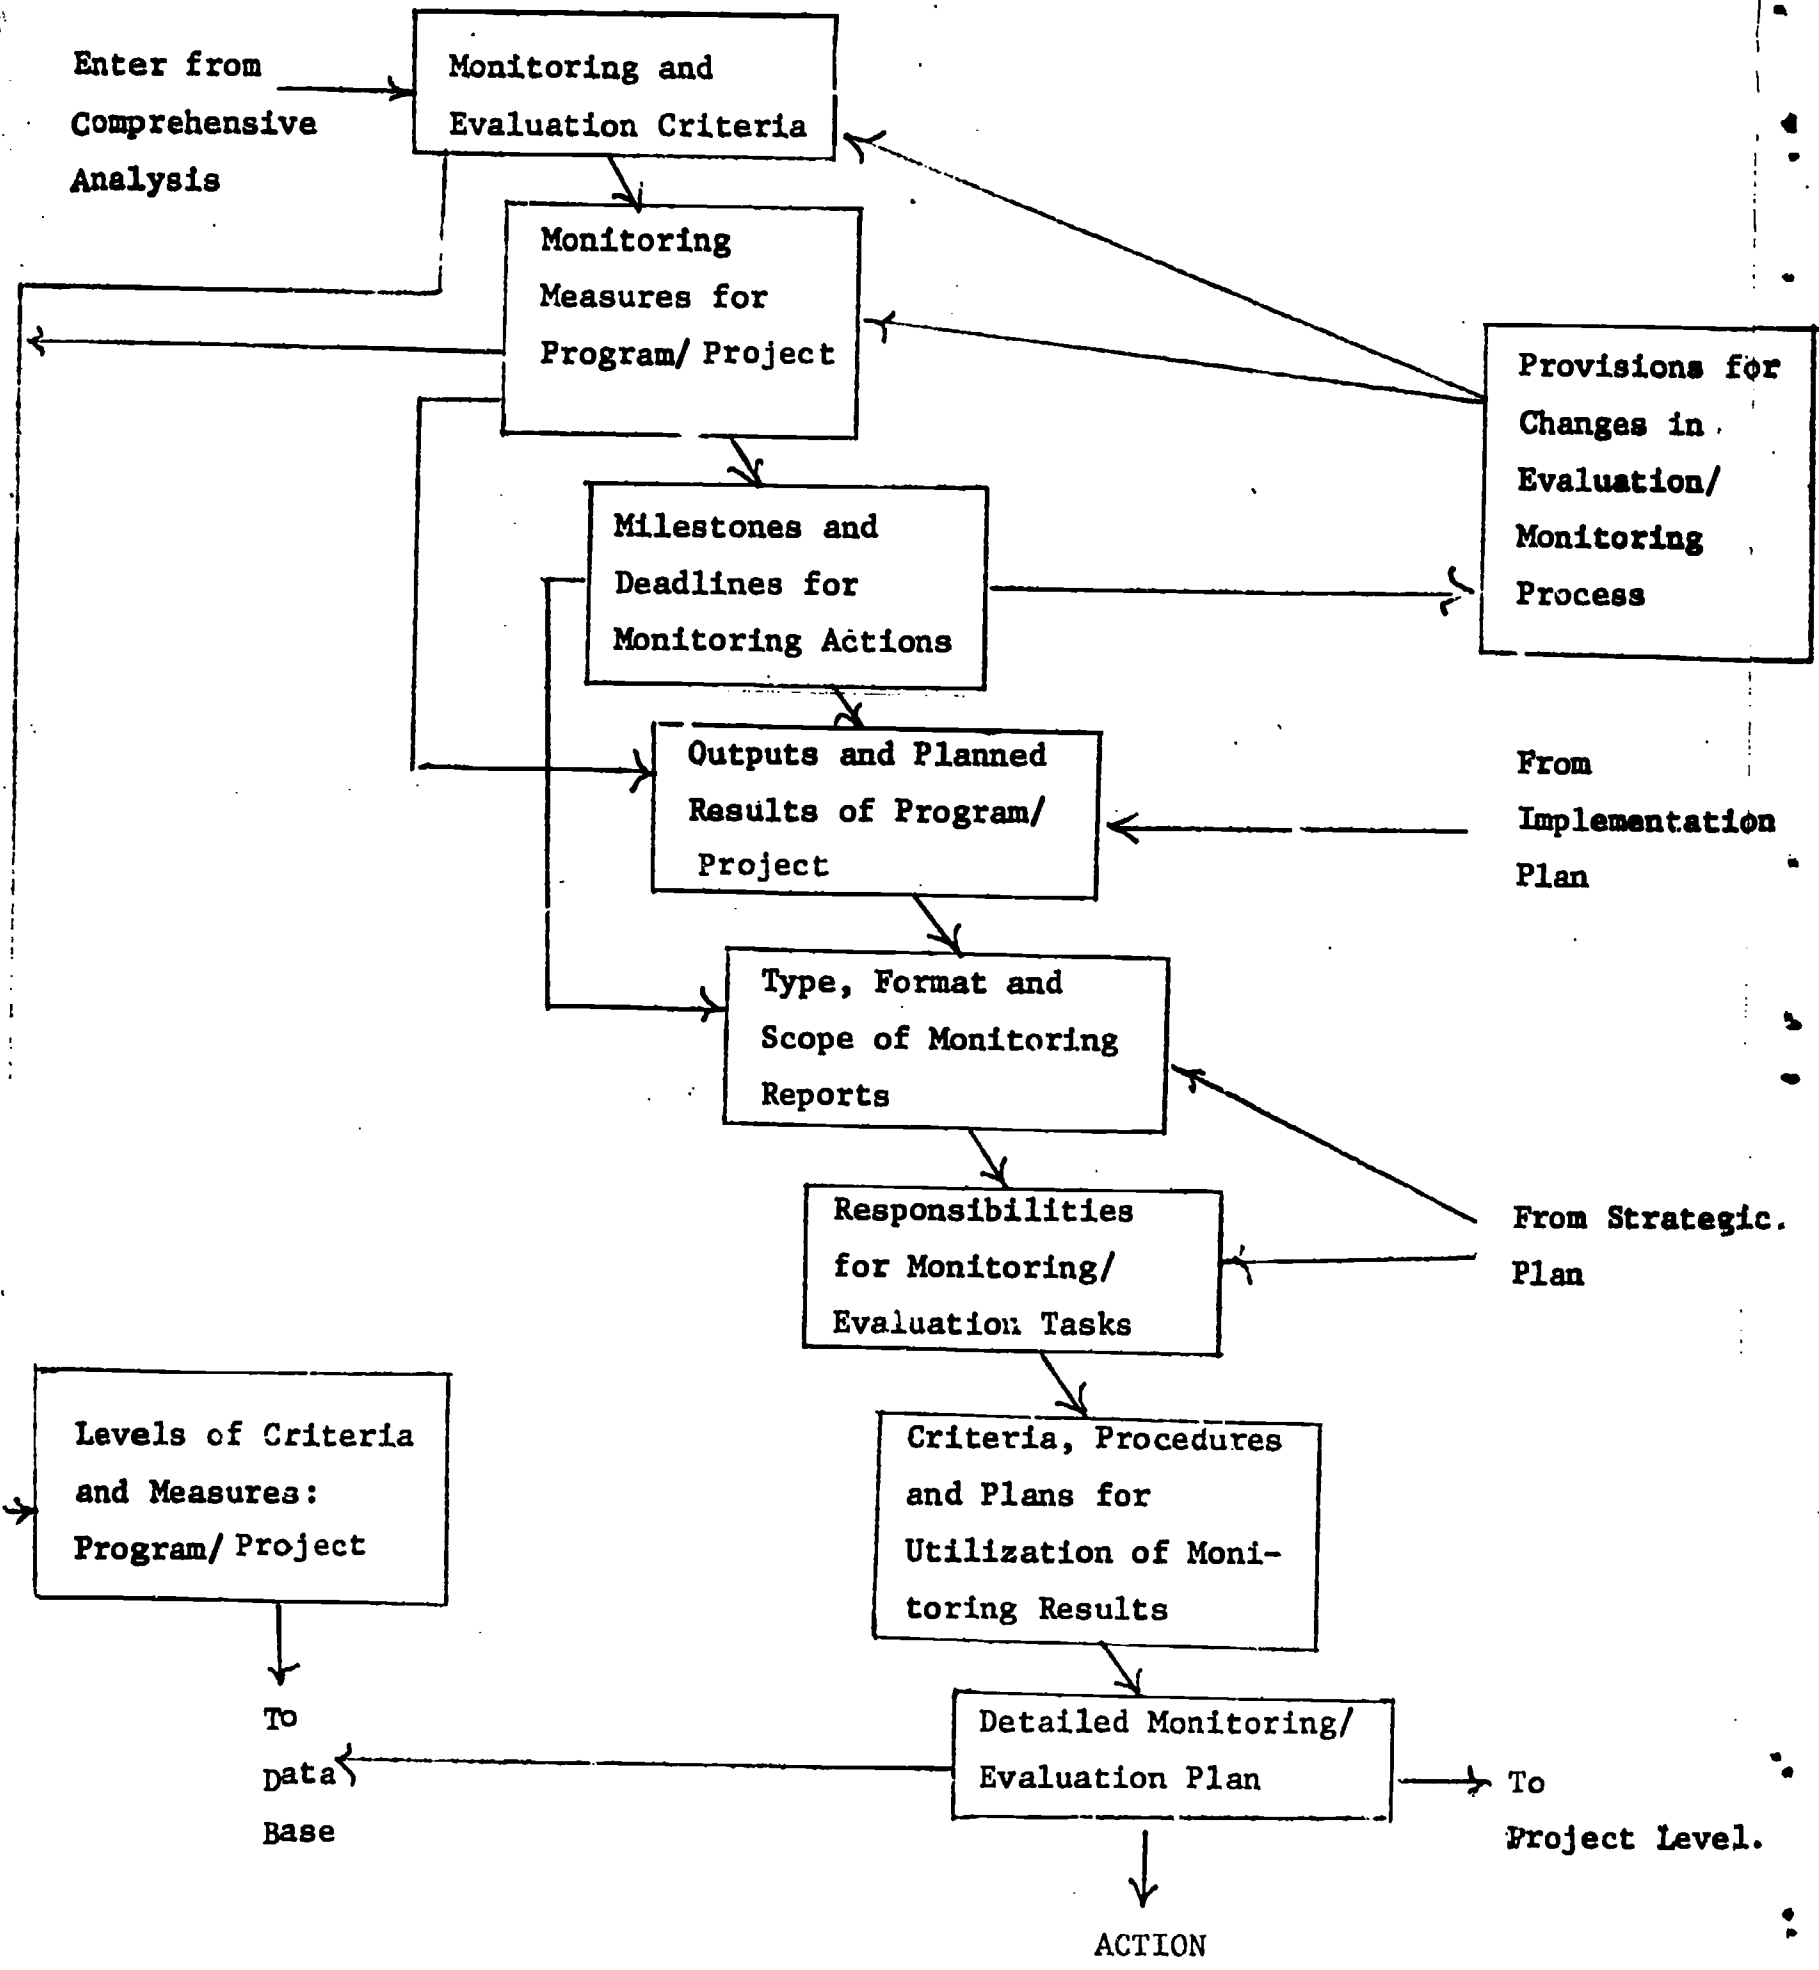 Enter from
Comprehensive
Analysis
Monitoring and
Evaluation Criteria
Monitoring
Measures for
Program/ Project
Provisions for
Changes in
Evaluation/
Monitoring
Process
Milestones and
Deadlines for
Monitoring Actions
Outputs and Planned
Results of Program/
Project
From
Implementation
Plan
Type, Format and
Scope of Monitoring
Reports
Responsibilities
for Monitoring/
Evaluation Tasks
From Strategic.
Plan
Levels of Criteria
and Measures:
Program/ Project
Criteria, Procedures
and Plans for
Utilization of Moni-
toring Results
To
Data
Base
Detailed Monitoring/
Evaluation Plan
To
Project Level.
ACTION